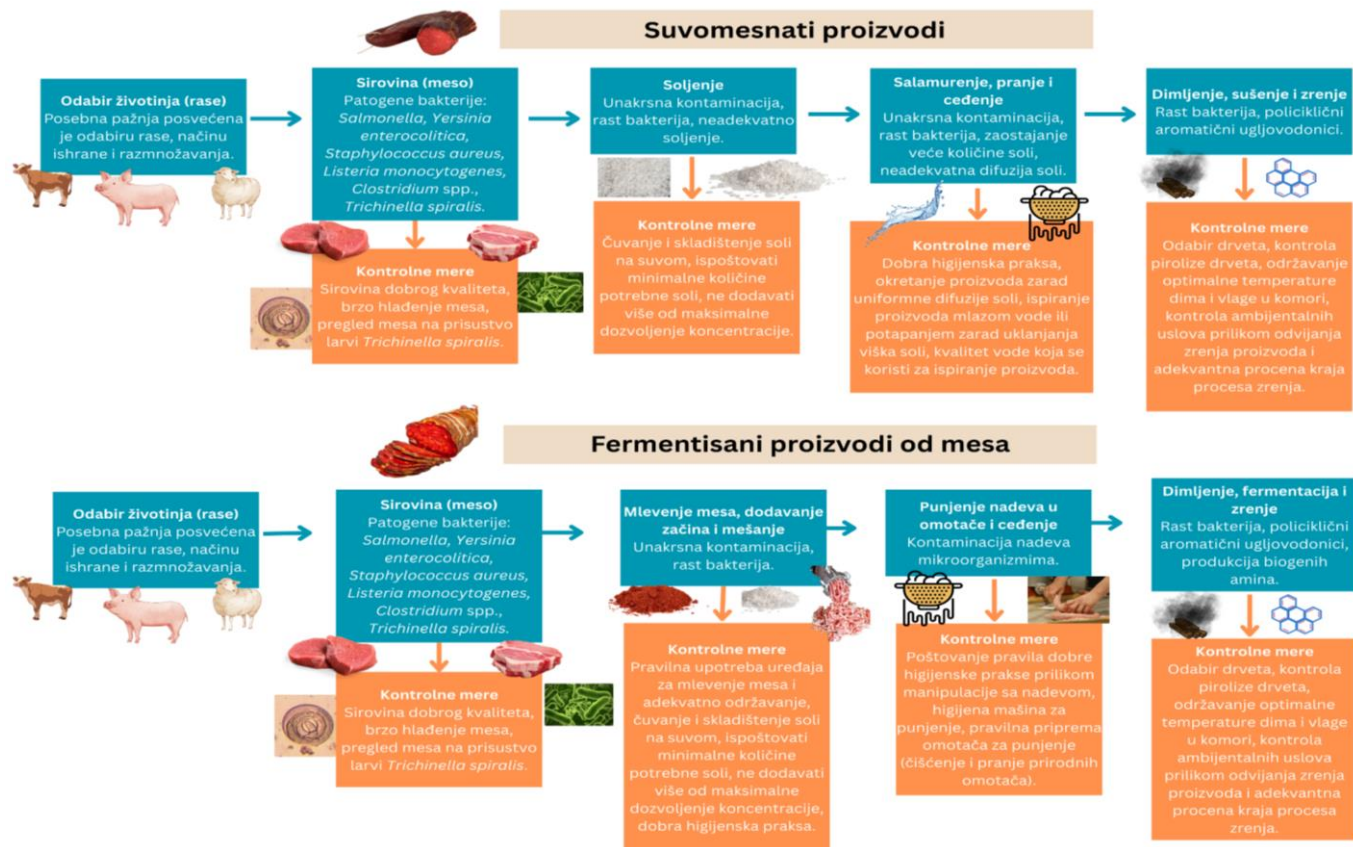 Suvomesnati proizvodi
Odabir životinja (rase)
Posebna pažnja posvećena
je odabiru rase, načinu
ishrane i razmnožavanja.
Sirovina (meso)
Patogene bakterije:
Salmonella, Yersinia
enterocolitica,
Staphylococcus aureus,
Listeria monocytogenes,
Clostridium spp.,
Trichinella spiralis.
Kontrolne mere
Sirovina dobrog kvaliteta,
brzo hlađenje mesa,
pregled mesa na prisustvo
larvi Trichinella spiralis.
Soljenje
Unakrsna kontaminacija,
rast bakterija, neadekvatno
soljenje.
Kontrolne mere
Čuvanje i skladištenje soli
na suvom, ispoštovati
minimalne količine
potrebne soli, ne dodavati
više od maksimalne
dozvoljenje koncentracije.
Salamurenje, pranje i
ceđenje
Unakrsna kontaminacija,
rast bakterija, zaostajanje
veće količine soli,
neadekvatna difuzija soli.
Kontrolne mere
Dobra higijenska praksa,
okretanje proizvoda zarad
uniformne difuzije soli, ispiranje
proizvoda mlazom vode ili
potapanjem zarad uklanjanja
viška soli, kvalitet vode koja se
koristi za ispiranje proizvoda.
Dimljenje, sušenje i zrenje
Rast bakterija, policiklični
aromatični ugljovodonici.
Kontrolne mere
Odabir drveta, kontrola
pirolize drveta, održavanje
optimalne temperature
dima i vlage u komori,
kontrola ambijentalnih
uslova prilikom odvijanja
zrenja proizvoda i
adekvantna procena kraja
procesa zrenja.
Fermentisani proizvodi od mesa
Odabir životinja (rase)
Posebna pažnja posvećena
je odabiru rase, načinu
ishrane i razmnožavanja.
Sirovina (meso)
Patogene bakterije:
Salmonella, Yersinia
enterocolitica,
Staphylococcus aureus,
Listeria monocytogenes,
Clostridium spp.,
Trichinella spiralis.
Kontrolne mere
Sirovina dobrog kvaliteta,
brzo hlađenje mesa,
pregled mesa na prisustvo
larvi Trichinella spiralis.
Mlevenje mesa, dodavanje
začina i mešanje
Unakrsna kontaminacija,
rast bakterija.
Kontrolne mere
Pravilna upotreba uređaja
za mlevenje mesa i
adekvatno održavanje,
čuvanje i skladištenje soli
na suvom, ispoštovati
minimalne količine
potrebne soli, ne dodavati
više od maksimalne
dozvoljenje koncentracije,
dobra higijenska praksa.
Punjenje nadeva u
omotače i ceđenje
Kontaminacija nadeva
mikroorganizmima.
Kontrolne mere
Poštovanje pravila dobre
higijenske prakse prilikom
manipulacije sa nadevom,
higijena mašina za
punjenje, pravilna priprema
omotača za punjenje
(čišćenje i pranje prirodnih
omotača).
Dimljenje, fermentacija i
zrenje
Rast bakterija, policiklični
aromatični ugljovodonici,
produkcija biogenih
amina.
Kontrolne mere
Odabir drveta, kontrola
pirolize drveta,
održavanje optimalne
temperature dima i vlage
u komori, kontrola
ambijentalnih uslova
prilikom odvijanja zrenja
proizvoda i adekvantna
procena kraja procesa
zrenja.